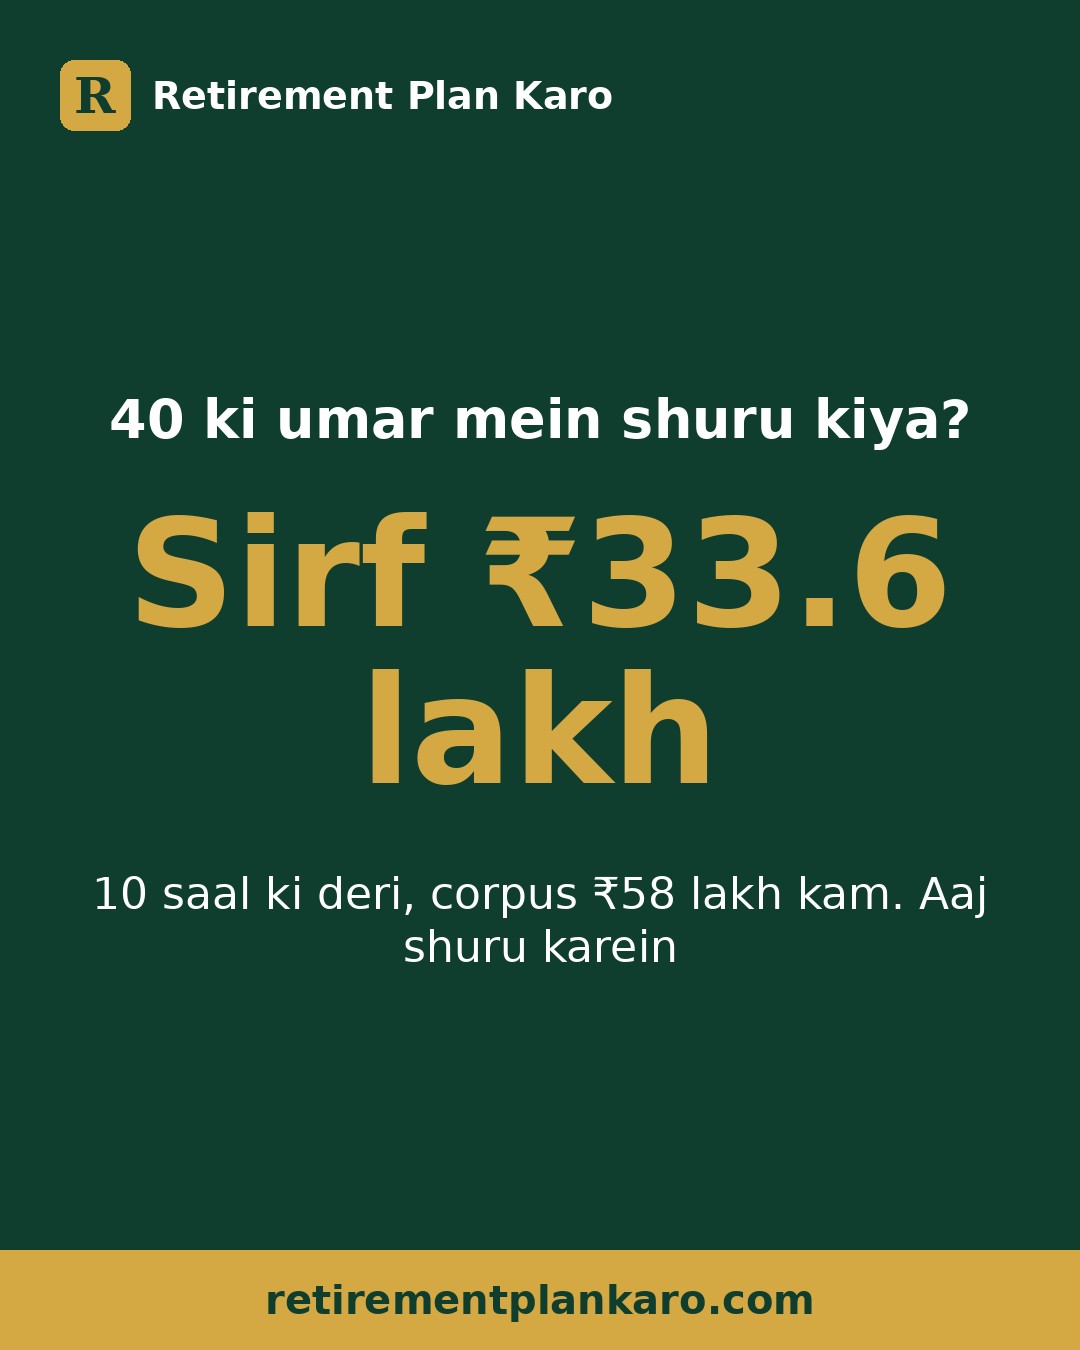 R Retirement Plan Karo
40 ki umar mein shuru kiya?
Sirf ₹33.6
lakh
10 saal ki deri, corpus ₹58 lakh kam. Aaj
shuru karein
retirementplankaro.com